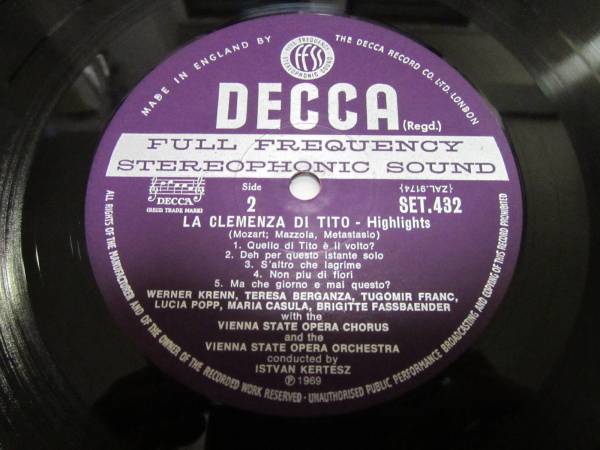 MADE IN ENGLAND BY
THE DECCA RECORD CO. LTD. LONDON
FULL FREQUENCY
ffss
STEREOPHONIC SOUND
DECCA (Regd.)
FULL FREQUENCY
STEREOPHONIC SOUND
DECCA
(REGD. TRADE MARK)
Side
2
{ZAL.9174}
SET.432
LA CLEMENZA DI TITO - Highlights
(Mozart; Mazzola, Metastasio)
1. Quello di Tito è il volto?
2. Deh per questo istante solo
3. S'altro che lagrime
4. Non piu di fiori
5. Ma che giorno e mai questo?
WERNER KRENN, TERESA BERGANZA, TUGOMIR FRANC,
LUCIA POPP, MARIA CASULA, BRIGITTE FASSBAENDER
with the
VIENNA STATE OPERA CHORUS
and the
VIENNA STATE OPERA ORCHESTRA
conducted by
ISTVAN KERTESZ
Ⓟ1969
ALL RIGHTS OF THE MANUFACTURER AND OF THE OWNER OF THE RECORDED WORK RESERVED · UNAUTHORISED PUBLIC PERFORMANCE BROADCASTING AND COPYING OF THIS RECORD PROHIBITED